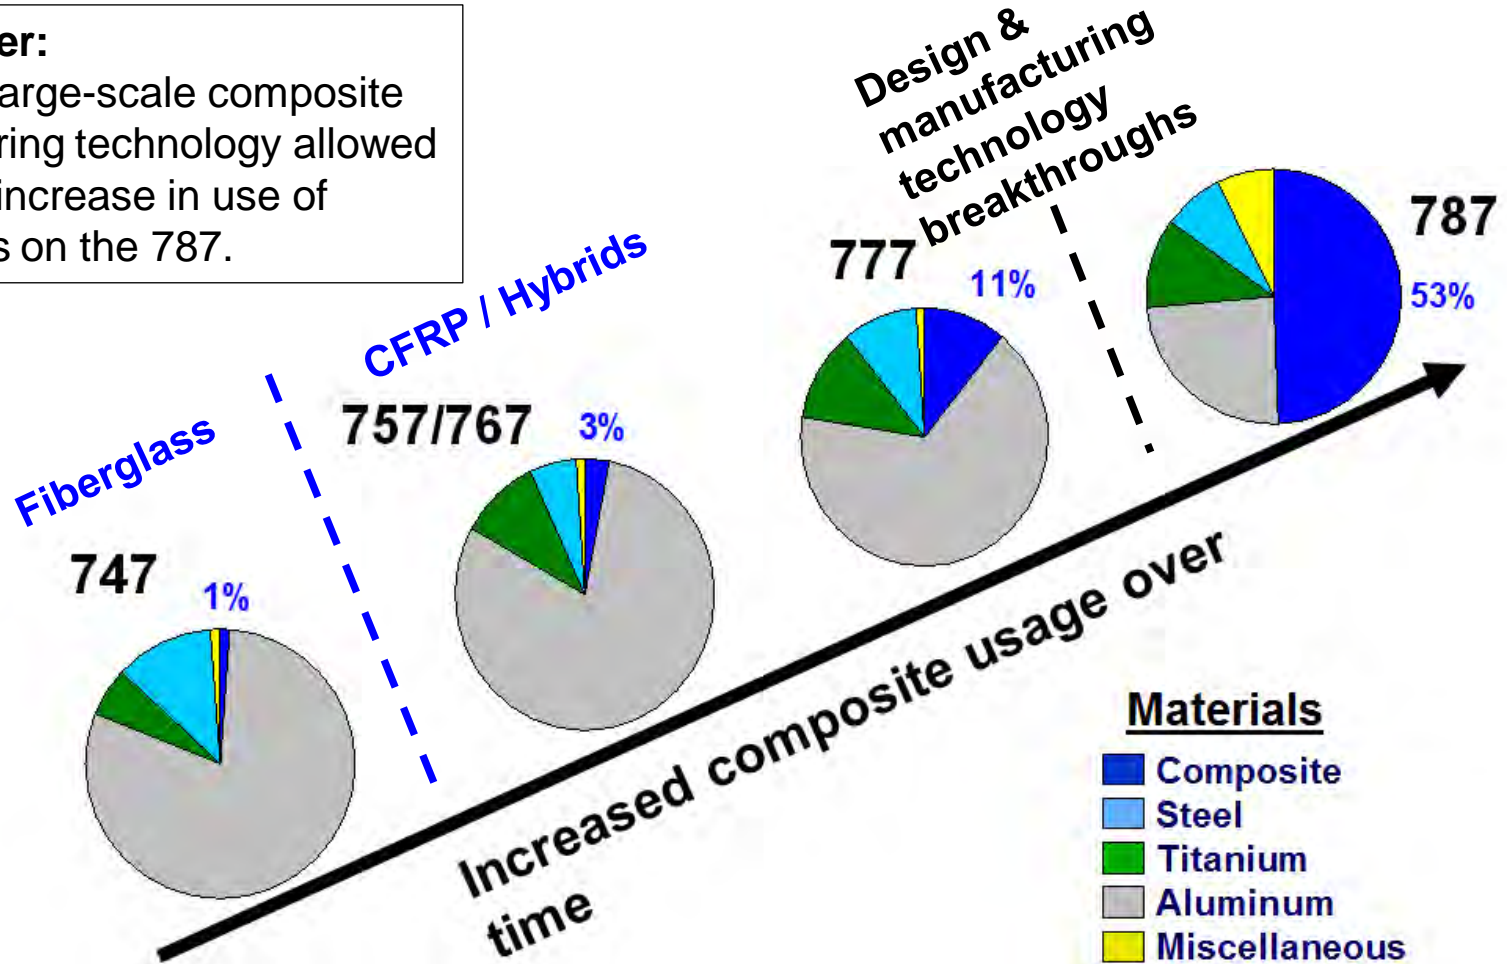 er:
arge-scale composite
ring technology allowed
increase in use of
s on the 787.
Design &
manufacturing
technology
breakthroughs
787
53%
777
11%
CFRP / Hybrids
757/767
3%
Fiberglass
747
1%
Increased composite usage over
time
Materials
Composite
Steel
Titanium
Aluminum
Miscellaneous